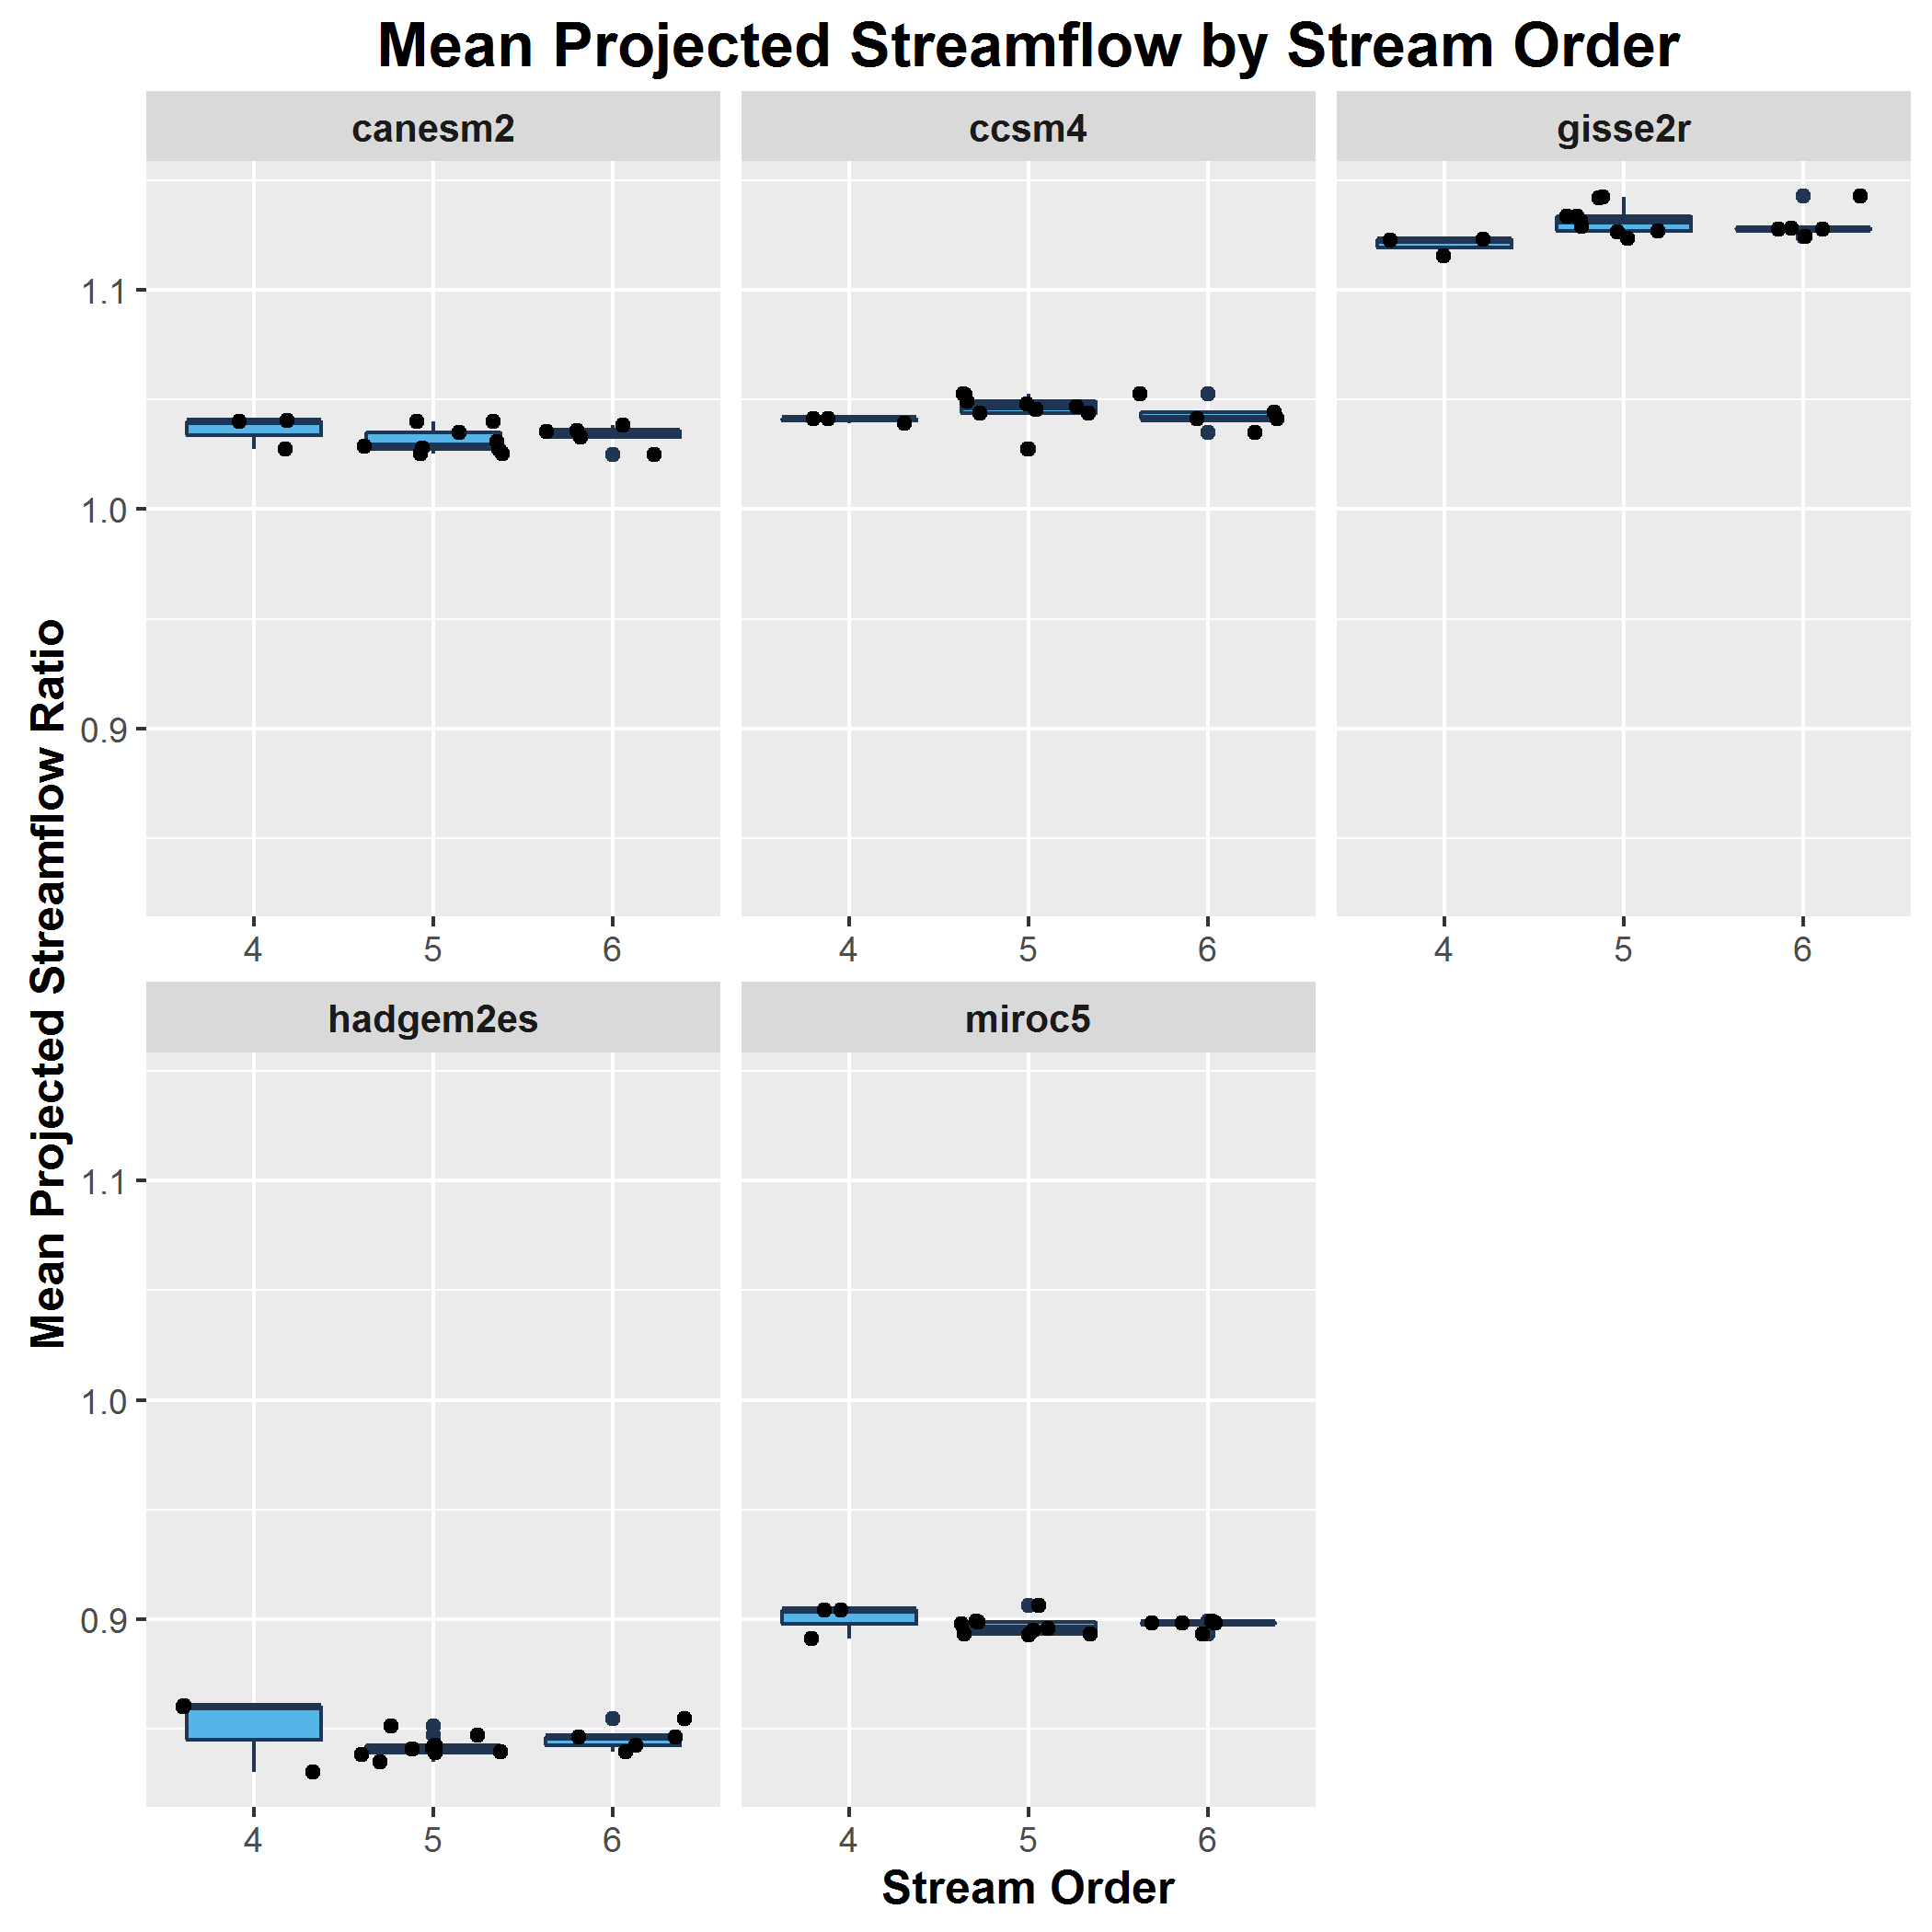 Mean Projected Streamflow by Stream Order
canesm2
ccsm4
gisse2r
1.1
1.0
0.9
4 5 6
4 5 6
4 5 6
Mean Projected Streamflow Ratio
hadgem2es
miroc5
1.1
1.0
0.9
4 5 6
4 5 6
Stream Order